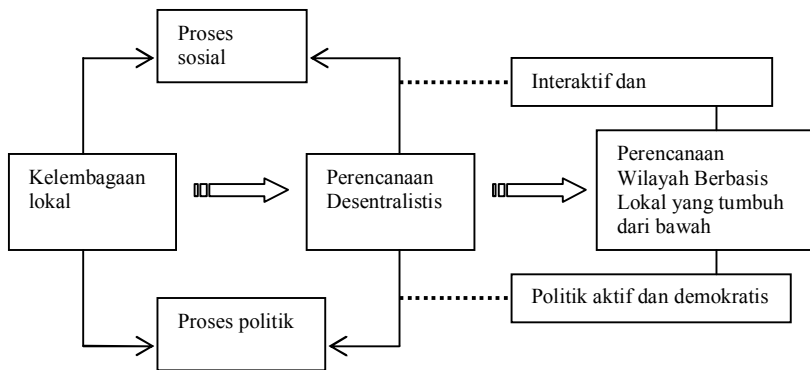 Proses
sosial
Interaktif dan
Kelembagaan
lokal
Perencanaan
Desentralistis
Perencanaan
Wilayah Berbasis
Lokal yang tumbuh
dari bawah
Proses politik
Politik aktif dan demokratis